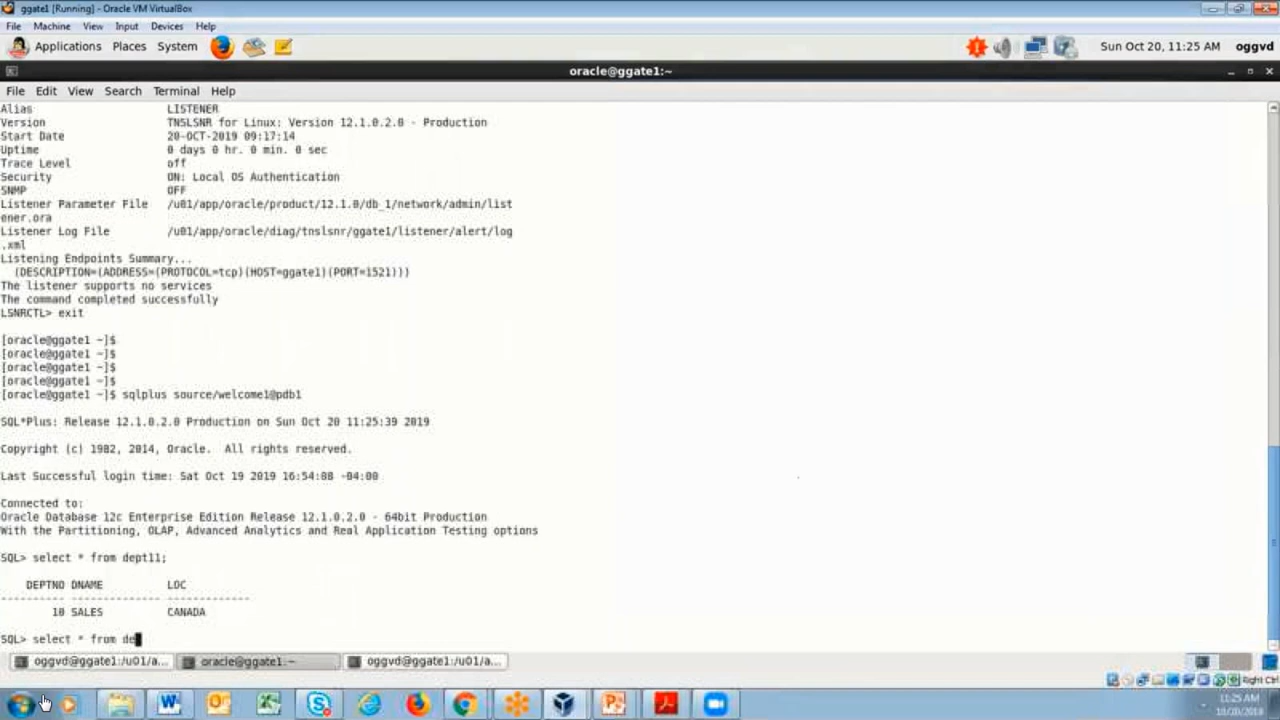 ggate1 [Running] - Oracle VM VirtualBox
File Machine View Input Devices Help
Applications Places System Sun Oct 20, 11:25 AM oggvd
oracle@ggate1:~
File Edit View Search Terminal Help
Alias LISTENER
Version TNSLSNR for Linux: Version 12.1.0.2.0 - Production
Start Date 20-OCT-2019 09:17:14
Uptime 0 days 0 hr. 0 min. 0 sec
Trace Level off
Security ON: Local OS Authentication
SNMP OFF
Listener Parameter File /u01/app/oracle/product/12.1.0/db_1/network/admin/list
ener.ora
Listener Log File /u01/app/oracle/diag/tnslsnr/ggate1/listener/alert/log
.xml
Listening Endpoints Summary...
(DESCRIPTION=(ADDRESS=(PROTOCOL=tcp)(HOST=ggate1)(PORT=1521)))
The listener supports no services
The command completed successfully
LSNRCTL> exit
[oracle@ggate1 ~]$
[oracle@ggate1 ~]$
[oracle@ggate1 ~]$
[oracle@ggate1 ~]$
[oracle@ggate1 ~]$ sqlplus source/welcome1@pdb1
SQL*Plus: Release 12.1.0.2.0 Production on Sun Oct 20 11:25:39 2019
Copyright (c) 1982, 2014, Oracle. All rights reserved.
Last Successful login time: Sat Oct 19 2019 16:54:08 -04:00
Connected to:
Oracle Database 12c Enterprise Edition Release 12.1.0.2.0 - 64bit Production
With the Partitioning, OLAP, Advanced Analytics and Real Application Testing options
SQL> select * from dept11;
DEPTNO DNAME LOC
---------- -------------- -------------
10 SALES CANADA
SQL> select * from de
oggvd@ggate1:/u01/a... oracle@ggate1:~ oggvd@ggate1:/u01/a...
Right Ctrl
11:25 AM
10/20/2019